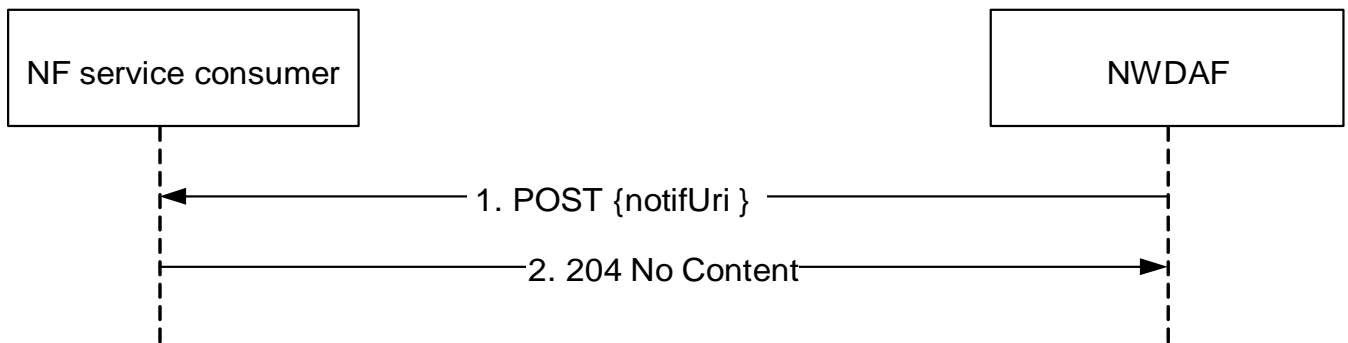 NF service consumer
NWDAF
1. POST {notifUri }
2. 204 No Content